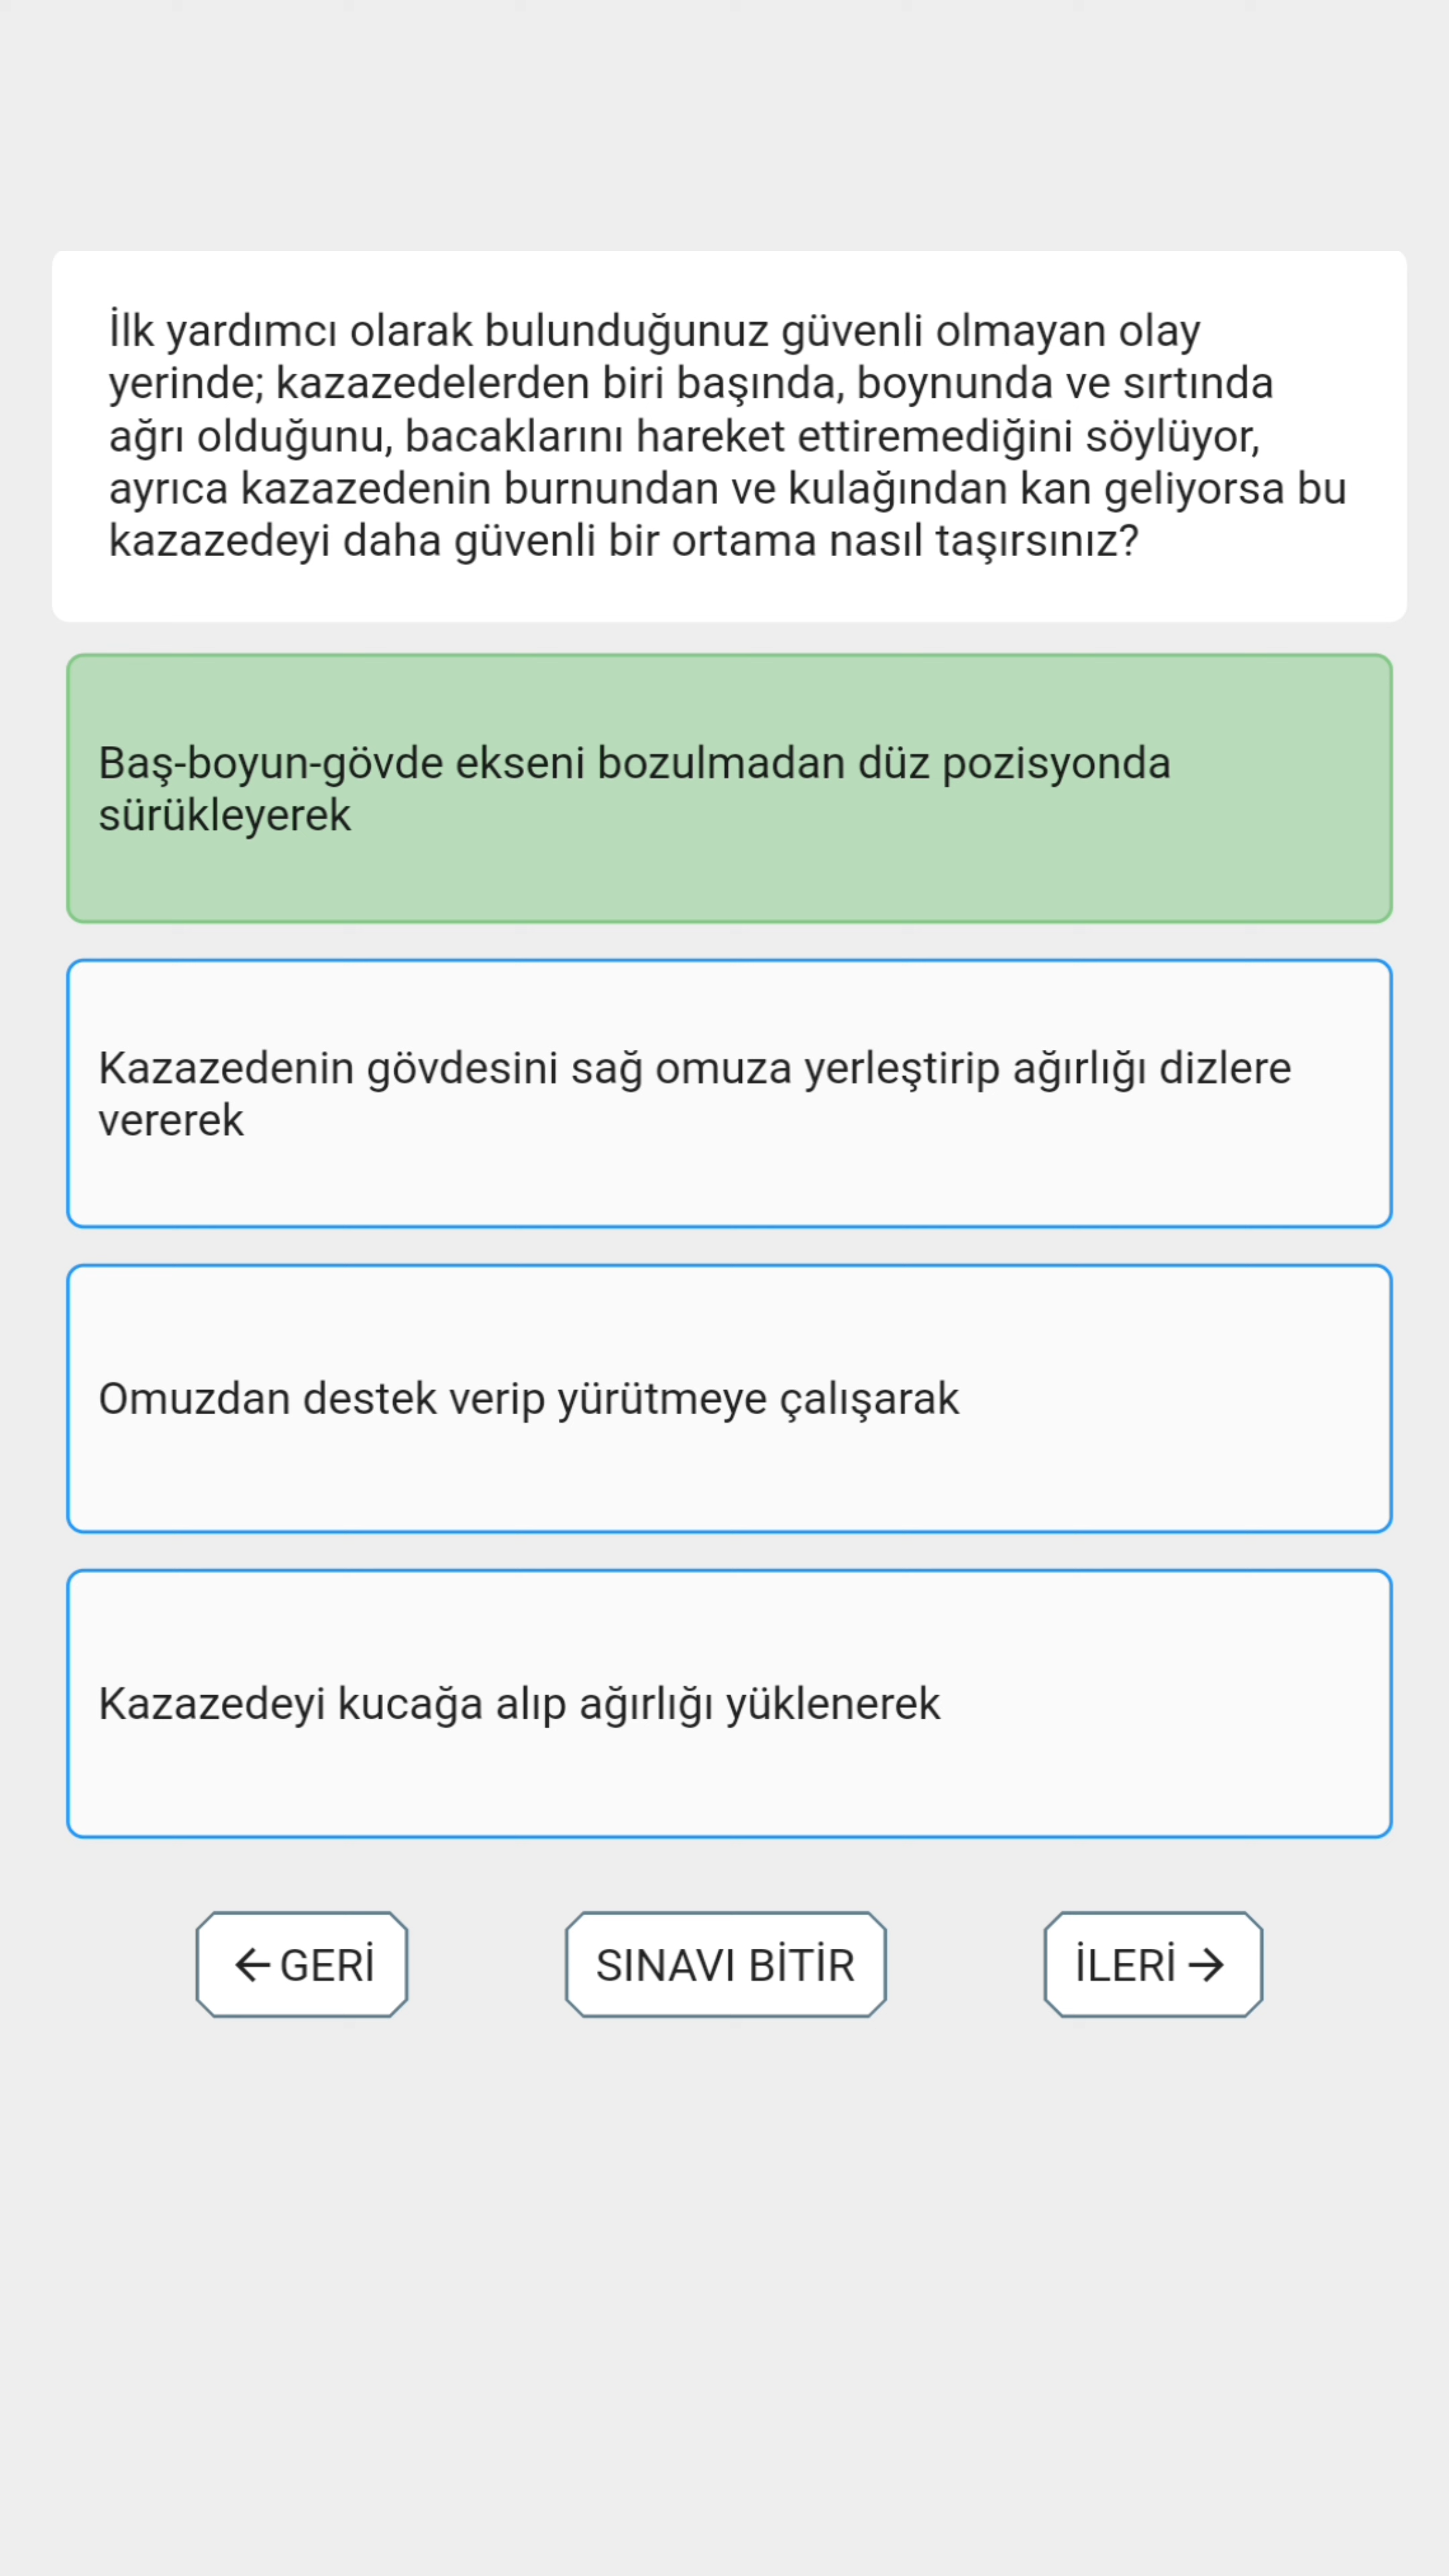 İlk yardımcı olarak bulunduğunuz güvenli olmayan olay
yerinde; kazazedelerden biri başında, boynunda ve sırtında
ağrı olduğunu, bacaklarını hareket ettiremediğini söylüyor,
ayrıca kazazedenin burnundan ve kulağından kan geliyorsa bu
kazazedeyi daha güvenli bir ortama nasıl taşırsınız?
Baş-boyun-gövde ekseni bozulmadan düz pozisyonda
sürükleyerek
Kazazedenin gövdesini sağ omuza yerleştirip ağırlığı dizlere
vererek
Omuzdan destek verip yürütmeye çalışarak
Kazazedeyi kucağa alıp ağırlığı yüklenerek
← GERİ
SINAVI BİTİR
İLERİ →